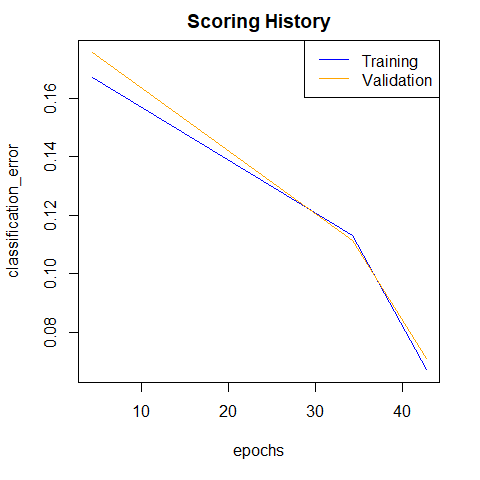 Scoring History
Training
Validation
classification_error
0.16
0.14
0.12
0.10
0.08
10 20 30 40
epochs